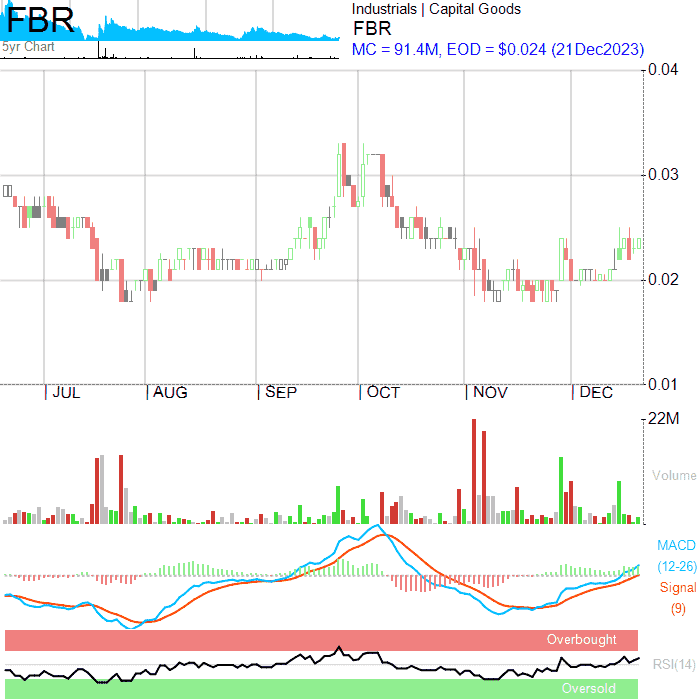 FBR
5yr Chart
Industrials | Capital Goods
FBR
MC = 91.4M, EOD = $0.024 (21Dec2023)
0.04
0.03
0.02
0.01
JUL AUG SEP OCT NOV DEC
22M
Volume
MACD
(12-26)
Signal
(9)
Overbought
RSI(14)
Oversold